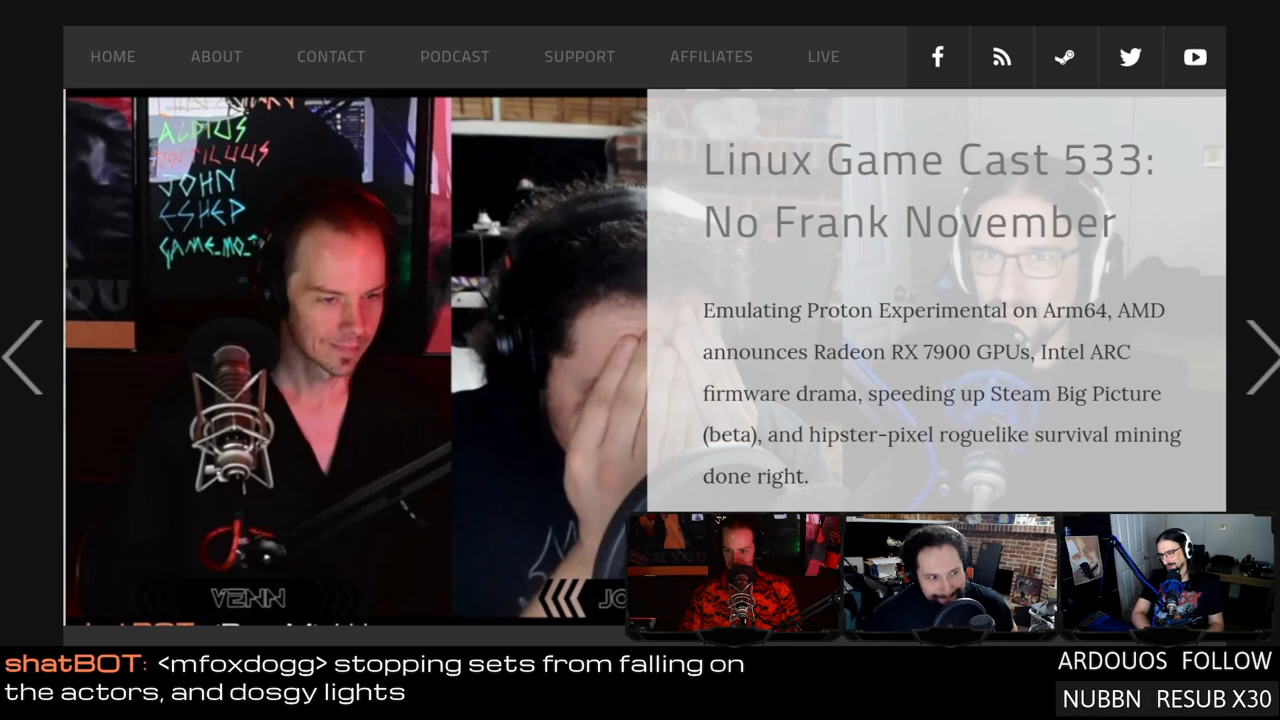 HOME ABOUT CONTACT PODCAST SUPPORT AFFILIATES LIVE
ALPIUS
NOCTILUUS
JOHN
ESHEP
GAME_MO_1
Linux Game Cast 533:
No Frank November
Emulating Proton Experimental on Arm64, AMD
announces Radeon RX 7900 GPUs, Intel ARC
firmware drama, speeding up Steam Big Picture
(beta), and hipster-pixel roguelike survival mining
done right.
VENN
JO
shatBOT: <mfoxdogg> stopping sets from falling on
the actors, and dosgy lights
ARDOUOS FOLLOW
NUBBN RESUB X30